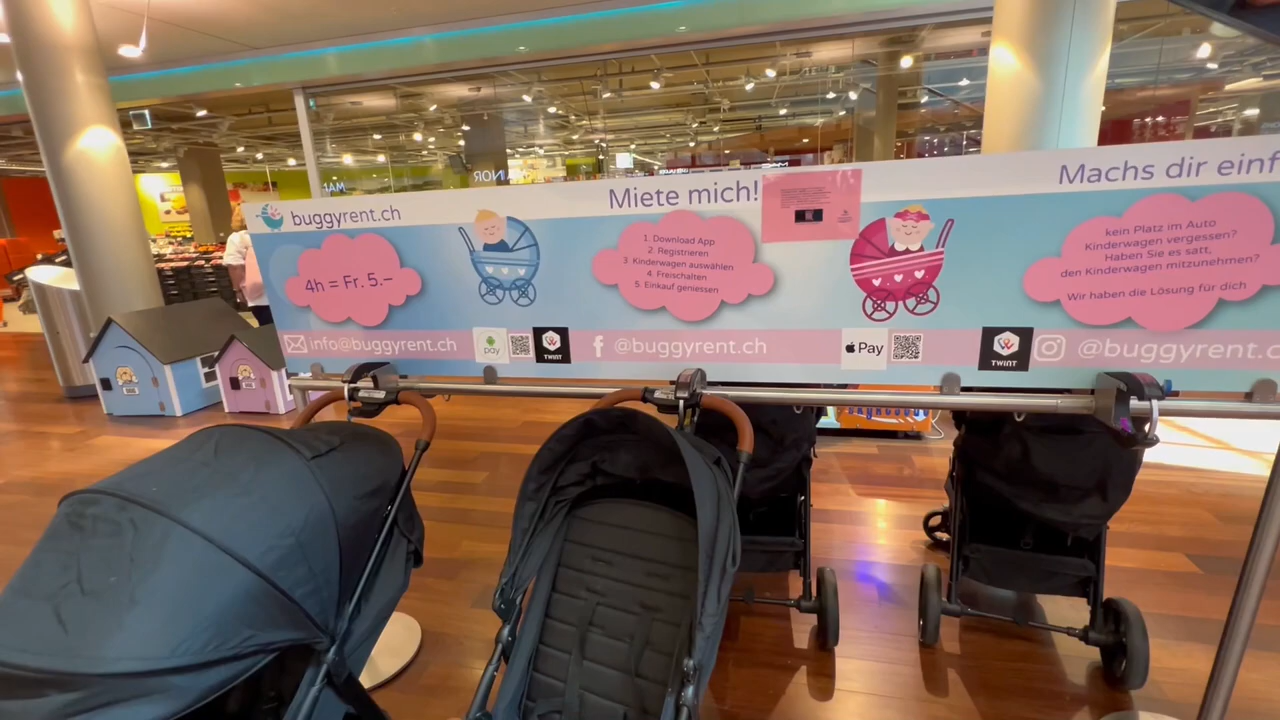 buggyrent.ch
4h = Fr. 5.–
Miete mich!
1. Download App
2. Registrieren
3 Kinderwagen auswählen
4. Freischalten
5. Einkauf geniessen
Machs dir einf
kein Platz im Auto
Kinderwagen vergessen?
Haben Sie es satt,
den Kinderwagen mitzunehmen?
Wir haben die Lösung für dich
info@buggyrent.ch
pay
TWINT
@buggyrent.ch
Pay
TWINT
@buggyrent.c